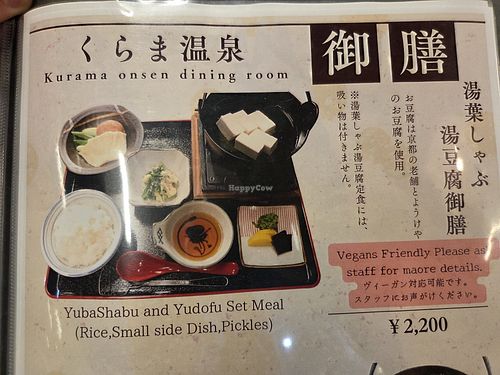 くらま温泉
Kurama onsen dining room
御膳
湯葉しゃぶ
湯豆腐御膳
お豆腐は京都の老舗とようけや
のお豆腐を使用。
※湯葉しゃぶ湯豆腐定食には、
吸い物は付きません。
HappyCow
Vegans Friendly Please as
staff for maore details.
ヴィーガン対応可能です。
スタッフにお声がけください。
¥2,200
YubaShabu and Yudofu Set Meal
(Rice,Small side Dish,Pickles)